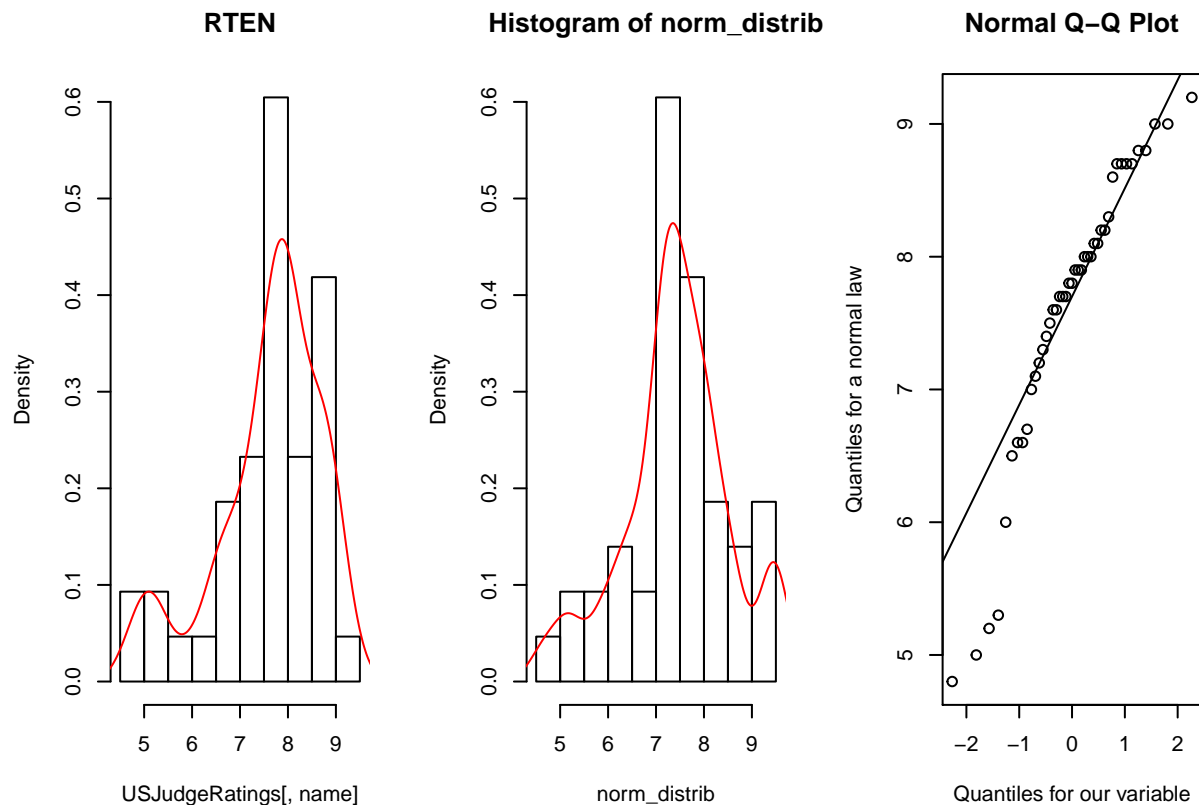 RTEN
Density
0.0 0.1 0.2 0.3 0.4 0.5 0.6
5 6 7 8 9
USJudgeRatings[, name]
Histogram of norm_distrib
Density
0.0 0.1 0.2 0.3 0.4 0.5 0.6
5 6 7 8 9
norm_distrib
Normal Q−Q Plot
Quantiles for a normal law
5 6 7 8 9
−2 −1 0 1 2
Quantiles for our variable